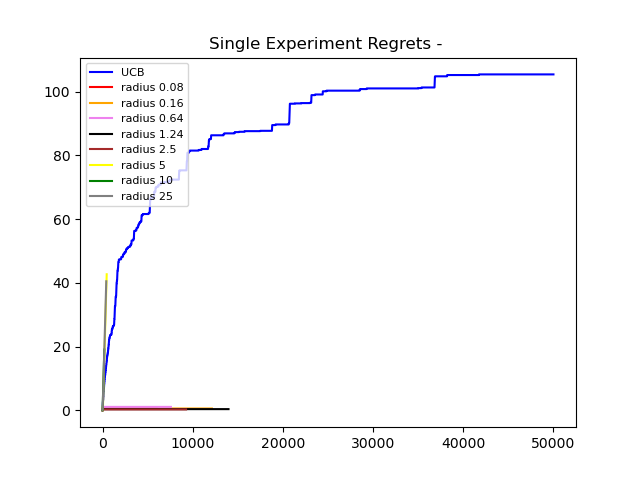 Single Experiment Regrets -
UCB
radius 0.08
radius 0.16
radius 0.64
radius 1.24
radius 2.5
radius 5
radius 10
radius 25
100
80
60
40
20
0
0 10000 20000 30000 40000 50000